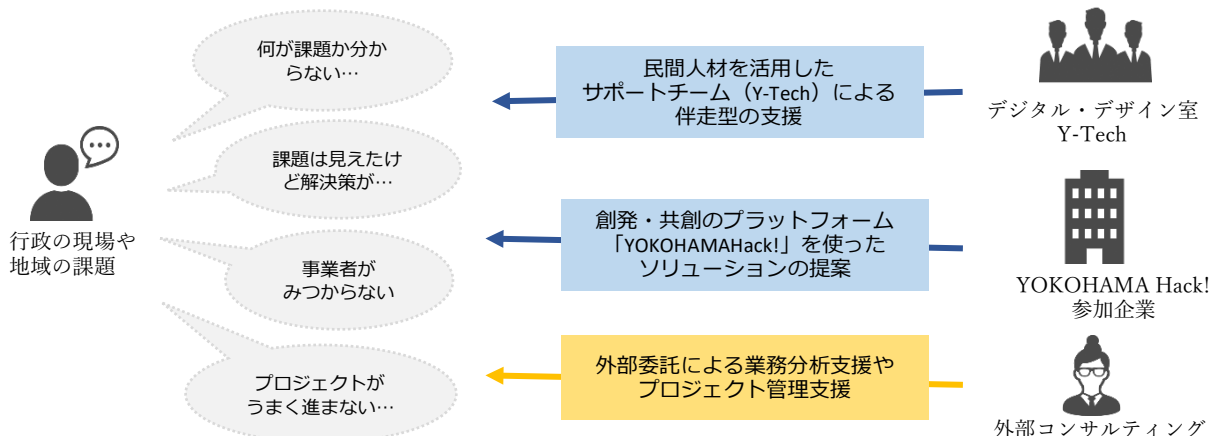 何が課題か分か
らない…
課題は見えたけ
ど解決策が…
行政の現場や
地域の課題
事業者が
みつからない
プロジェクトが
うまく進まない…
民間人材を活用した
サポートチーム（Y-Tech）による
伴走型の支援
創発・共創のプラットフォーム
「YOKOHAMAHack!」を使った
ソリューションの提案
外部委託による業務分析支援や
プロジェクト管理支援
デジタル・デザイン室
Y-Tech
YOKOHAMA Hack!
参加企業
外部コンサルティング